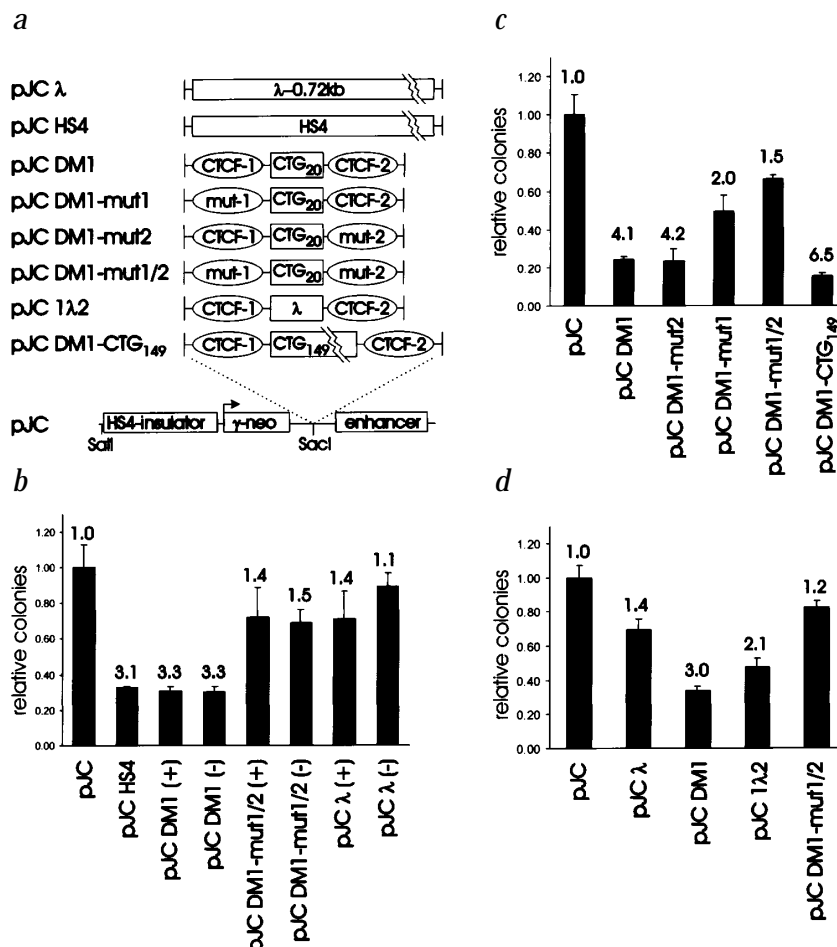 a
pJC λ
λ-0.72kb
pJC HS4
HS4
pJC DM1
CTCF-1 CTG20 CTCF-2
pJC DM1-mut1
mut-1 CTG20 CTCF-2
pJC DM1-mut2
CTCF-1 CTG20 mut-2
pJC DM1-mut1/2
mut-1 CTG20 mut-2
pJC 1λ2
CTCF-1 λ CTCF-2
pJC DM1-CTG149
CTCF-1 CTG149 CTCF-2
pJC
HS4-insulator γ-neo enhancer
SalI SacI
b
relative colonies
1.20
1.00
0.80
0.60
0.40
0.20
0.00
1.0
3.1
3.3
3.3
1.4
1.5
1.4
1.1
pJC
pJC HS4
pJC DM1 (+)
pJC DM1 (-)
pJC DM1-mut1/2 (+)
pJC DM1-mut1/2 (-)
pJC λ (+)
pJC λ (-)
c
relative colonies
1.20
1.00
0.80
0.60
0.40
0.20
0.00
1.0
4.1
4.2
2.0
1.5
6.5
pJC
pJC DM1
pJC DM1-mut2
pJC DM1-mut1
pJC DM1-mut1/2
pJC DM1-CTG149
d
relative colonies
1.20
1.00
0.80
0.60
0.40
0.20
0.00
1.0
1.4
3.0
2.1
1.2
pJC
pJC λ
pJC DM1
pJC 1λ2
pJC DM1-mut1/2